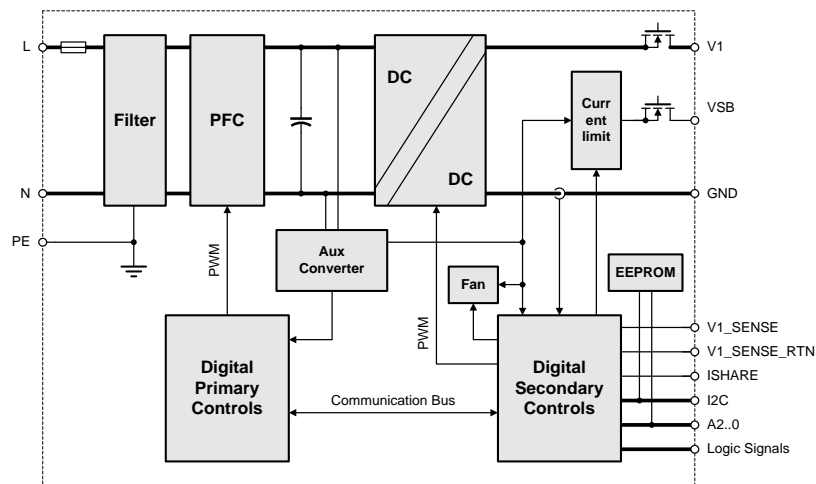 L
V1
DC
Curr
ent
limit
VSB
Filter
PFC
DC
N
GND
PE
PWM
Aux
Converter
EEPROM
Fan
PWM
V1_SENSE
Digital
Primary
Controls
Digital
Secondary
Controls
V1_SENSE_RTN
ISHARE
Communication Bus
I2C
A2..0
Logic Signals